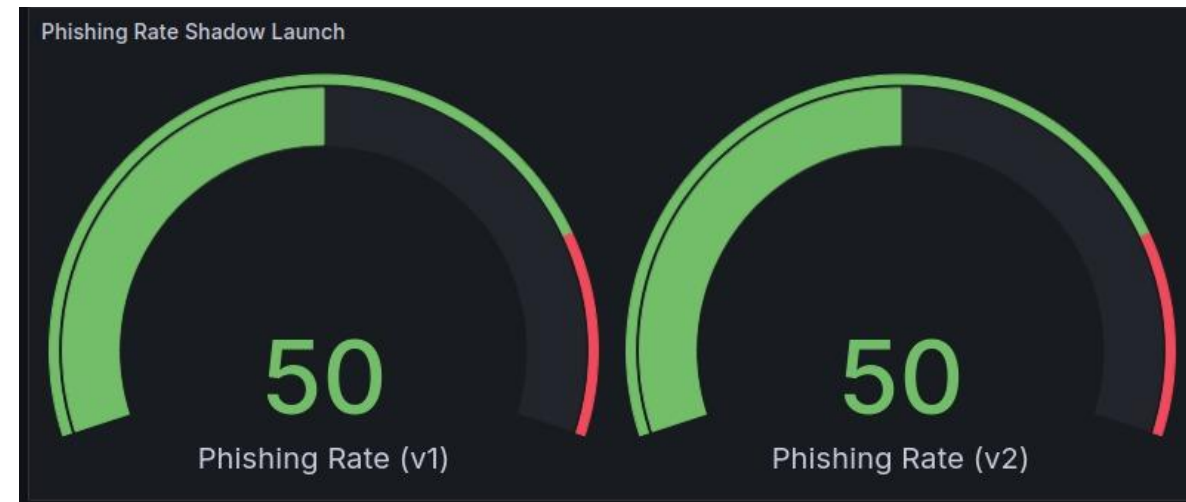 Phishing Rate Shadow Launch
50
Phishing Rate (v1)
50
Phishing Rate (v2)